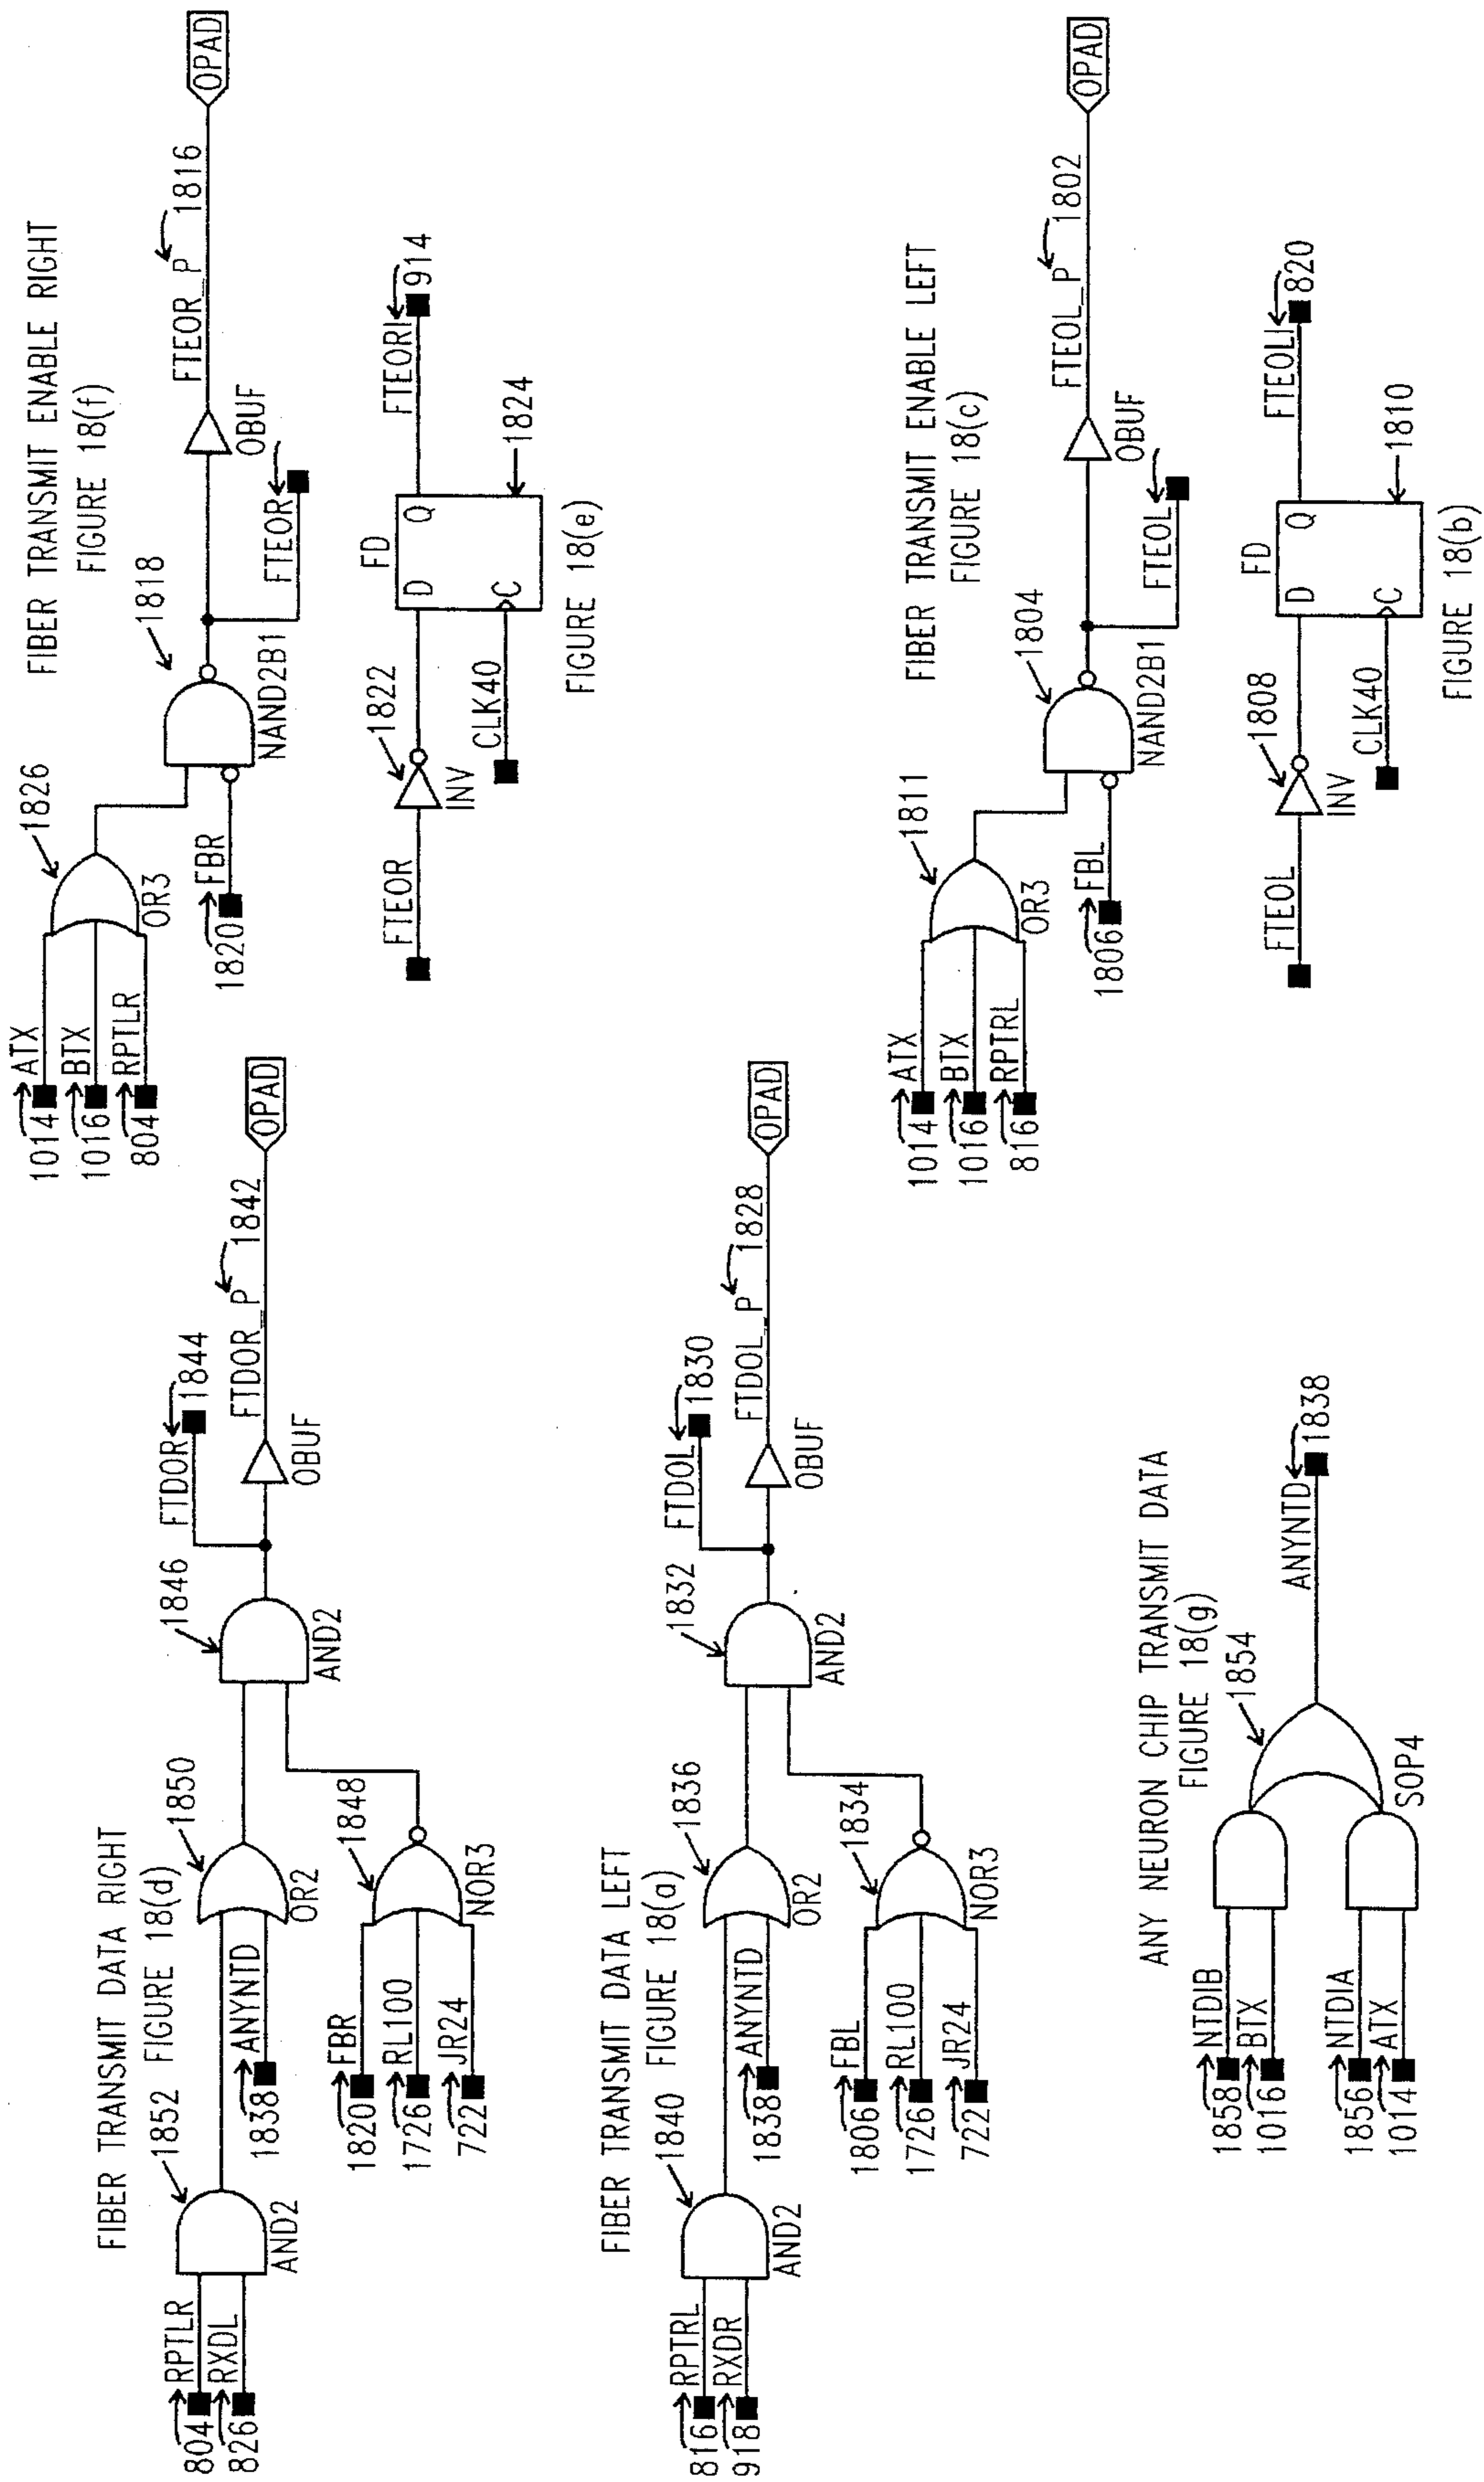 FIBER TRANSMIT DATA RIGHT
1852 FIGURE 18(d)
804 RPTLR
826 RXDL
AND2
1838 ANYNTD
OR2
1850
1820 FBR
1726 RL100
722 JR24
NOR3
1848
1846
AND2
FTDOR 1844
OBUF
FTDOR_P 1842
OPAD
FIBER TRANSMIT ENABLE RIGHT
FIGURE 18(f)
1014 ATX
1016 BTX
804 RPTLR
OR3
1826
1820 FBR
1818
NAND2B1
FTEOR
OBUF
FTEOR_P 1816
OPAD
FTEOR
INV
1822
CLK40
FD
D
Q
C
1824
FTEORI 914
FIGURE 18(e)
FIBER TRANSMIT DATA LEFT
1840 FIGURE 18(a)
816 RPTRL
918 RXDR
AND2
1838 ANYNTD
OR2
1836
1806 FBL
1726 RL100
722 JR24
NOR3
1834
1832
AND2
FTDOL 1830
OBUF
FTDOL_P 1828
OPAD
FIBER TRANSMIT ENABLE LEFT
FIGURE 18(c)
1014 ATX
1016 BTX
816 RPTRL
OR3
1811
1806 FBL
1804
NAND2B1
FTEOL
OBUF
FTEOL_P 1802
OPAD
FTEOL
INV
1808
CLK40
FD
D
Q
C
1810
FTEOLI 820
FIGURE 18(b)
ANY NEURON CHIP TRANSMIT DATA
FIGURE 18(g)
1858 NTDIB
1016 BTX
1856 NTDIA
1014 ATX
1854
SOP4
ANYNTD 1838